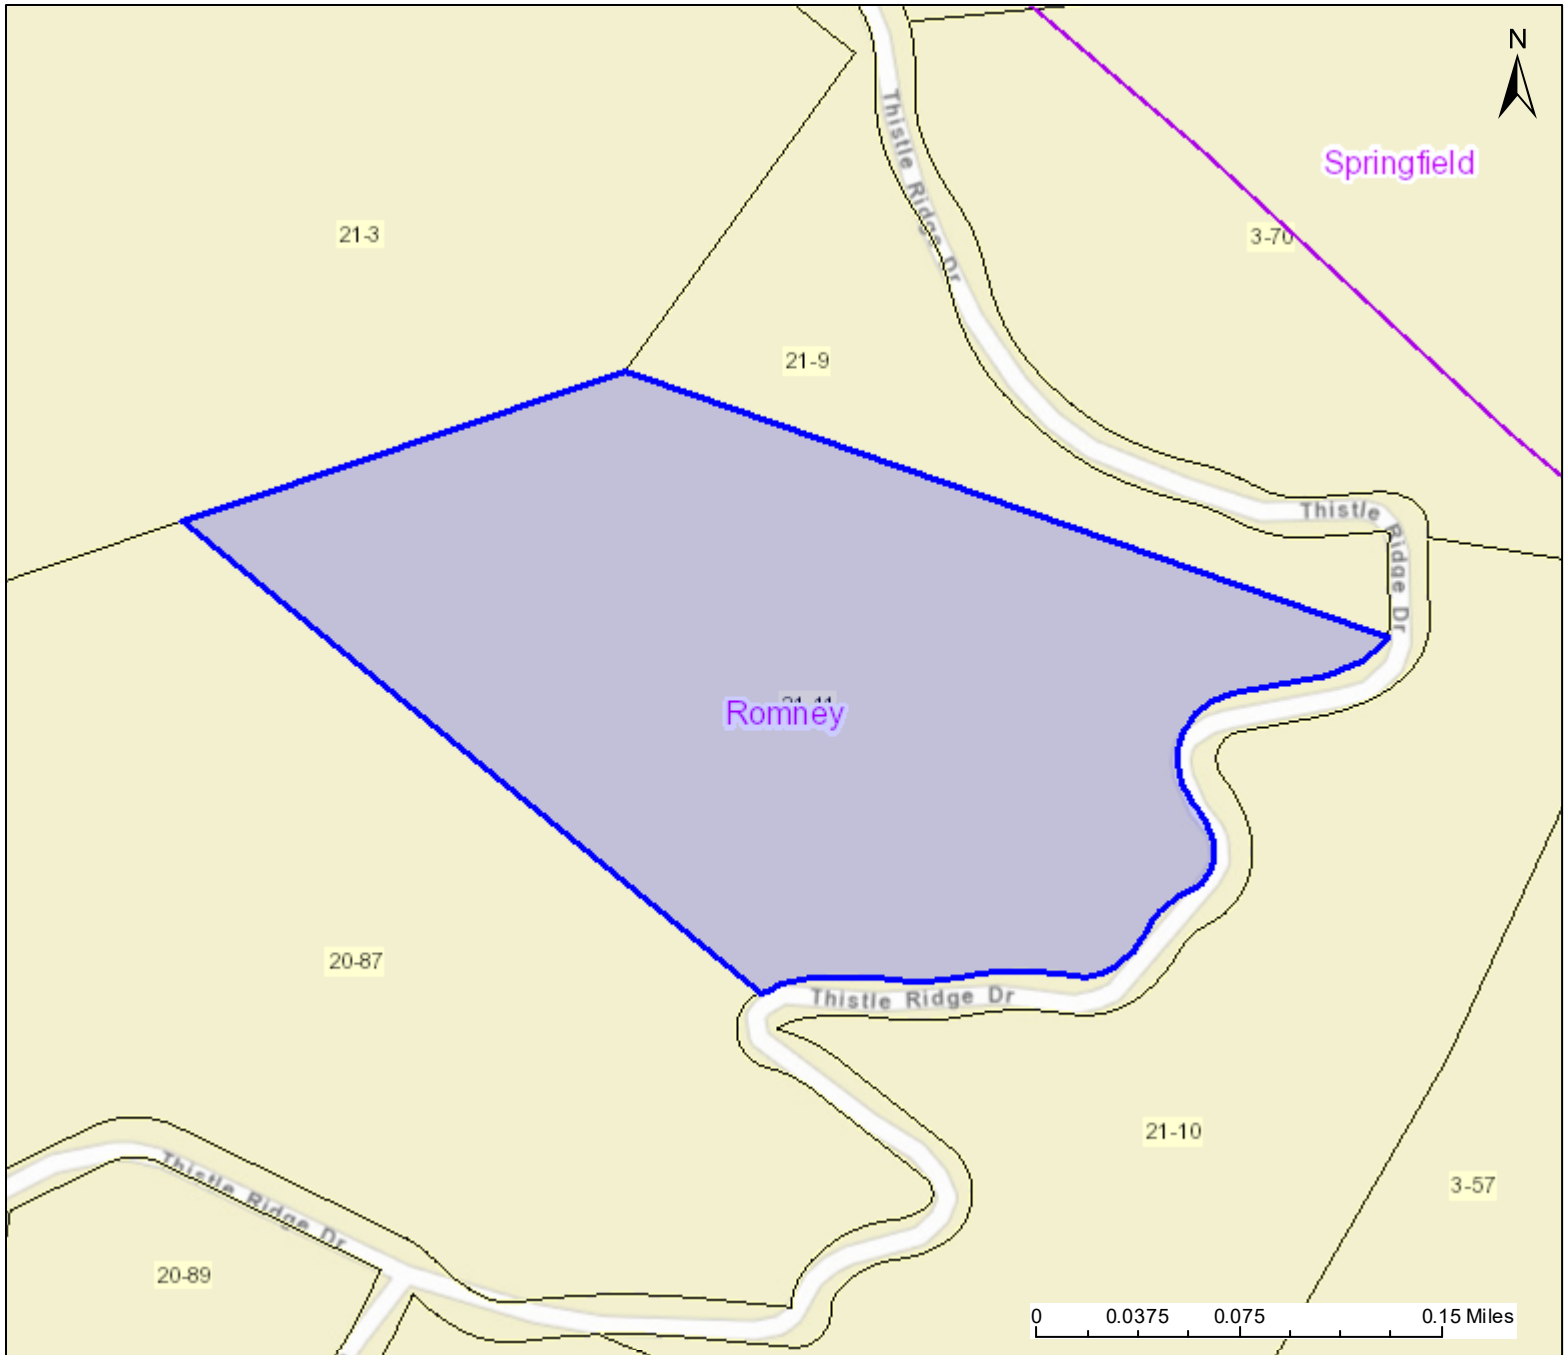 N
Thistle Ridge Dr
Springfield
21-3
3-70
21-9
Thistle Ridge Dr
Romney
20-87
Thistle Ridge Dr
21-10
Thistle Ridge Dr
3-57
20-89
0 0.0375 0.075 0.15 Miles